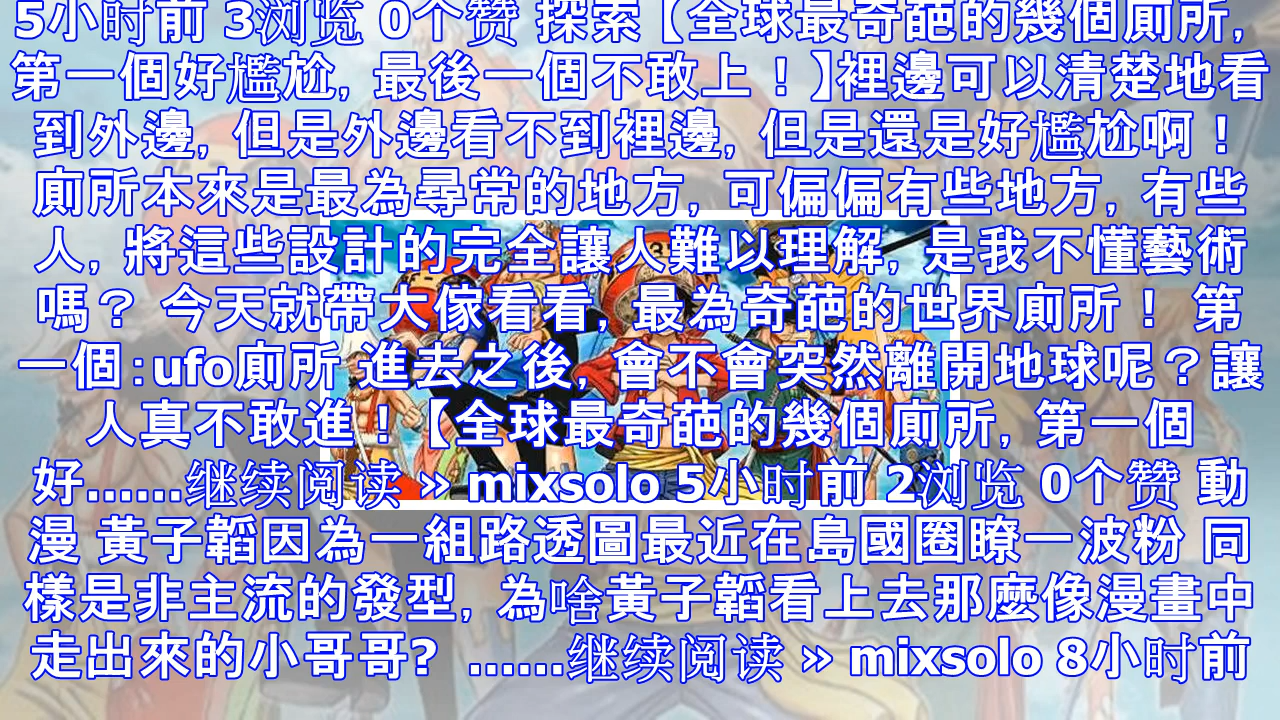 5小时前 3浏览 0个赞 探索【全球最奇葩的幾個廁所,
第一個好尷尬, 最後一個不敢上！】裡邊可以清楚地看
到外邊, 但是外邊看不到裡邊, 但是還是好尷尬啊！
廁所本來是最為尋常的地方, 可偏偏有些地方, 有些
人, 將這些設計的完全讓人難以理解, 是我不懂藝術
嗎？ 今天就帶大傢看看, 最為奇葩的世界廁所！ 第
一個:ufo廁所 進去之後, 會不會突然離開地球呢？讓
人真不敢進！【全球最奇葩的幾個廁所, 第一個
好......继续阅读 » mixsolo 5小时前 2浏览 0个赞 動
漫 黃子韜因為一組路透圖最近在島國圈瞭一波粉 同
樣是非主流的發型, 為啥黃子韜看上去那麼像漫畫中
走出來的小哥哥? ......继续阅读 » mixsolo 8小时前